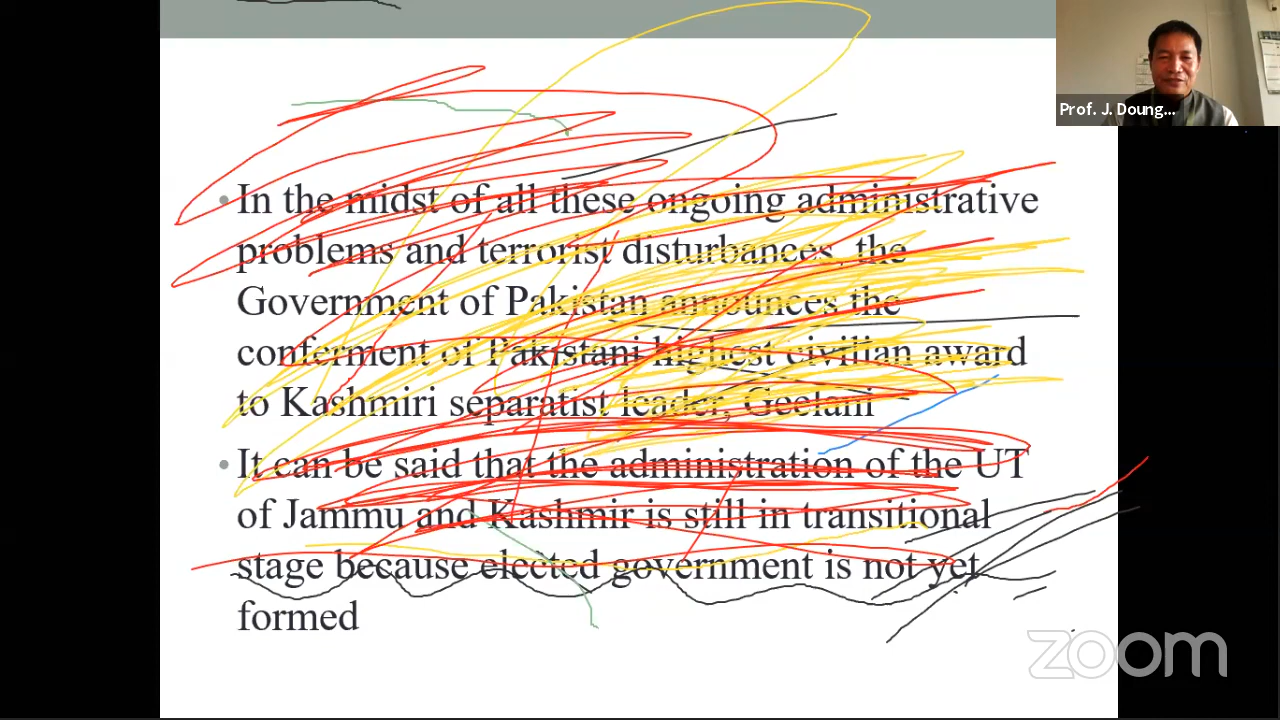 Prof. J. Doung...
• In the midst of all these ongoing administrative
problems and terrorist disturbances, the
Government of Pakistan announces the
conferment of Pakistani highest civilian award
to Kashmiri separatist leader, Geelani
• It can be said that the administration of the UT
of Jammu and Kashmir is still in transitional
stage because elected government is not yet
formed
zoom